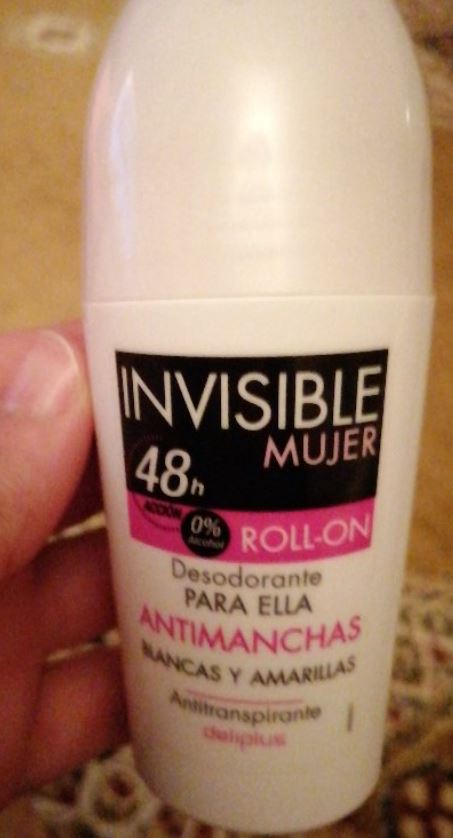 INVISIBLE
MUJER
48h
ACCIÓN
0%
Alcohol
ROLL-ON
Desodorante
PARA ELLA
ANTIMANCHAS
BLANCAS Y AMARILLAS
Antitranspirante
deliplus